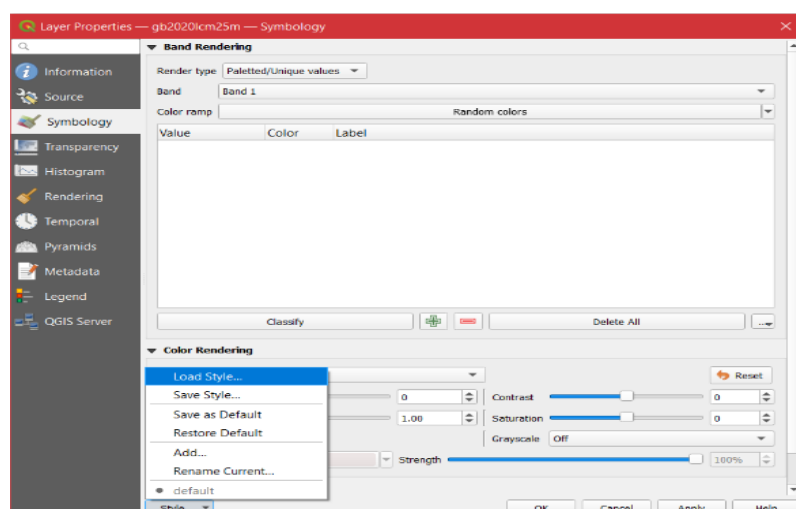 Layer Properties — gb2020lcm25m — Symbology
Information
Source
Symbology
Transparency
Histogram
Rendering
Temporal
Pyramids
Metadata
Legend
QGIS Server
Band Rendering
Render type Paletted/Unique values
Band Band 1
Color ramp Random colors
Value Color Label
Classify Delete All ...
Color Rendering
Reset
0 Contrast 0
1.00 Saturation 0
Grayscale Off
Strength 100%
Load Style...
Save Style...
Save as Default
Restore Default
Add...
Rename Current...
default
Style OK Cancel Apply Help